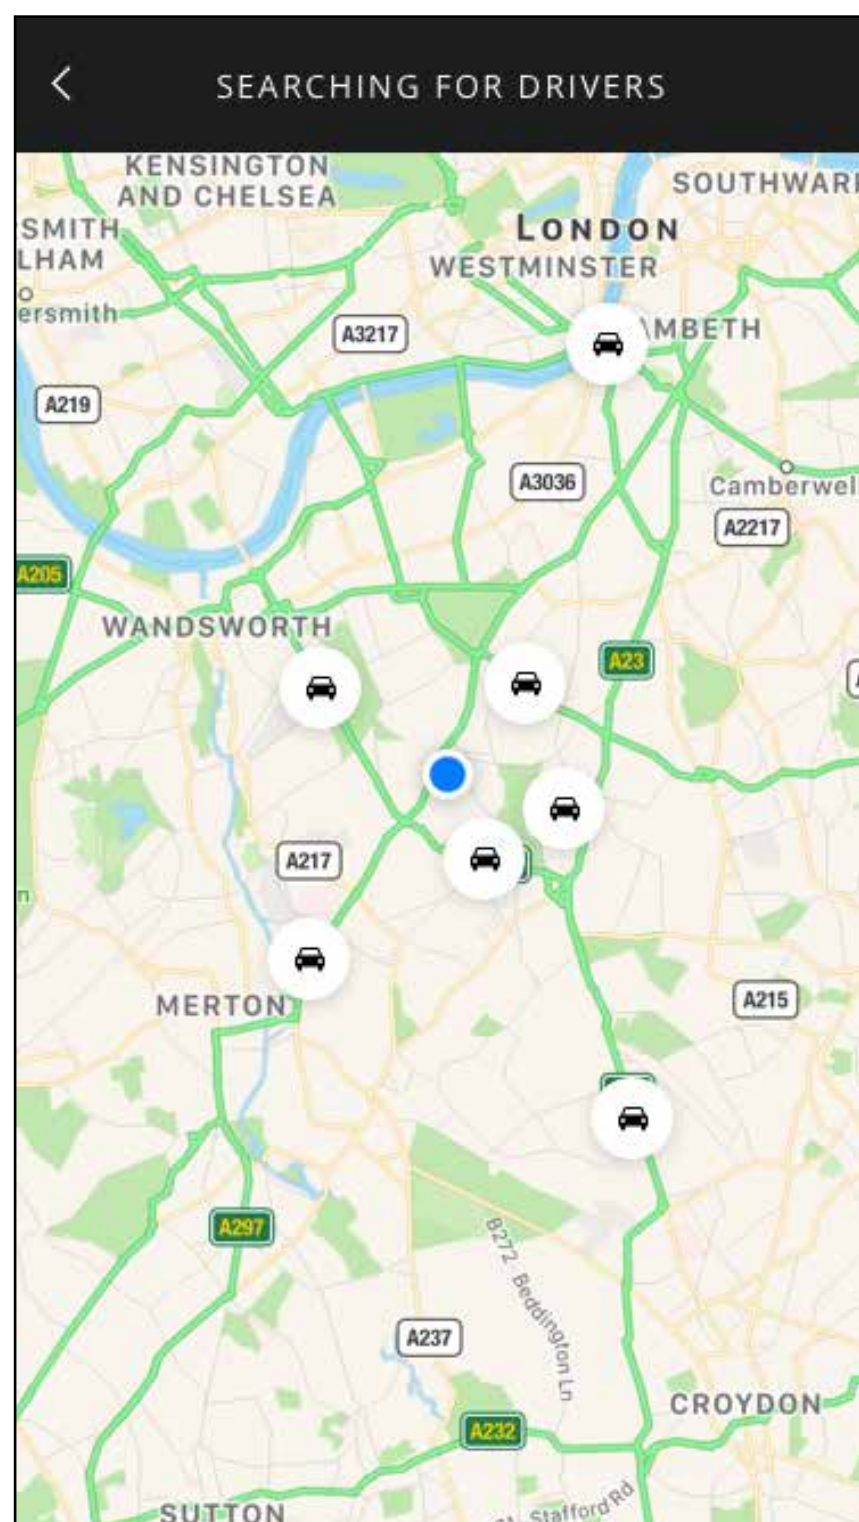 SEARCHING FOR DRIVERS
KENSINGTON
AND CHELSEA
SOUTHWAR
SMITH
LHAM
LONDON
WESTMINSTER
ersmith
A3217
MBETH
A219
A3036
Camberwel
A2217
A205
WANDSWORTH
A23
A217
n
MERTON
A215
A297
B272 Beddington Ln
A237
CROYDON
A232
SUTTON
Stafford Rd